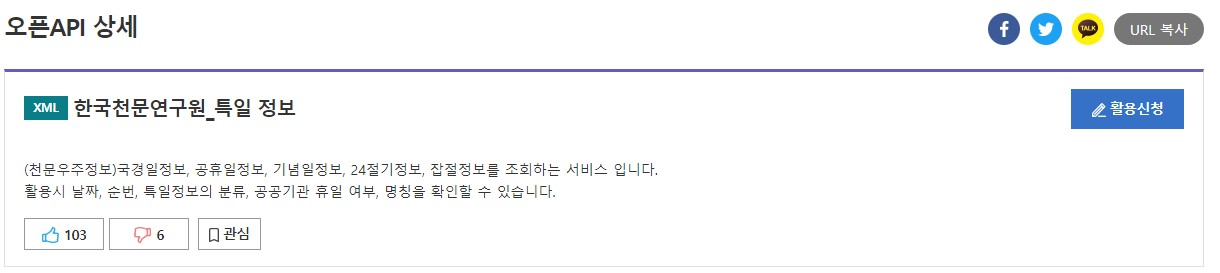 오픈API 상세
TALK
URL 복사
XML 한국천문연구원_특일 정보
활용신청
(천문우주정보)국경일정보, 공휴일정보, 기념일정보, 24절기정보, 잡절정보를 조회하는 서비스 입니다.
활용시 날짜, 순번, 특일정보의 분류, 공공기관 휴일 여부, 명칭을 확인할 수 있습니다.
103 6 관심